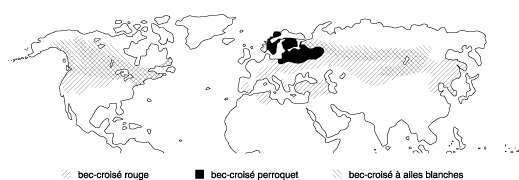 bec-croisé rouge
bec-croisé perroquet
bec-croisé à ailes blanches